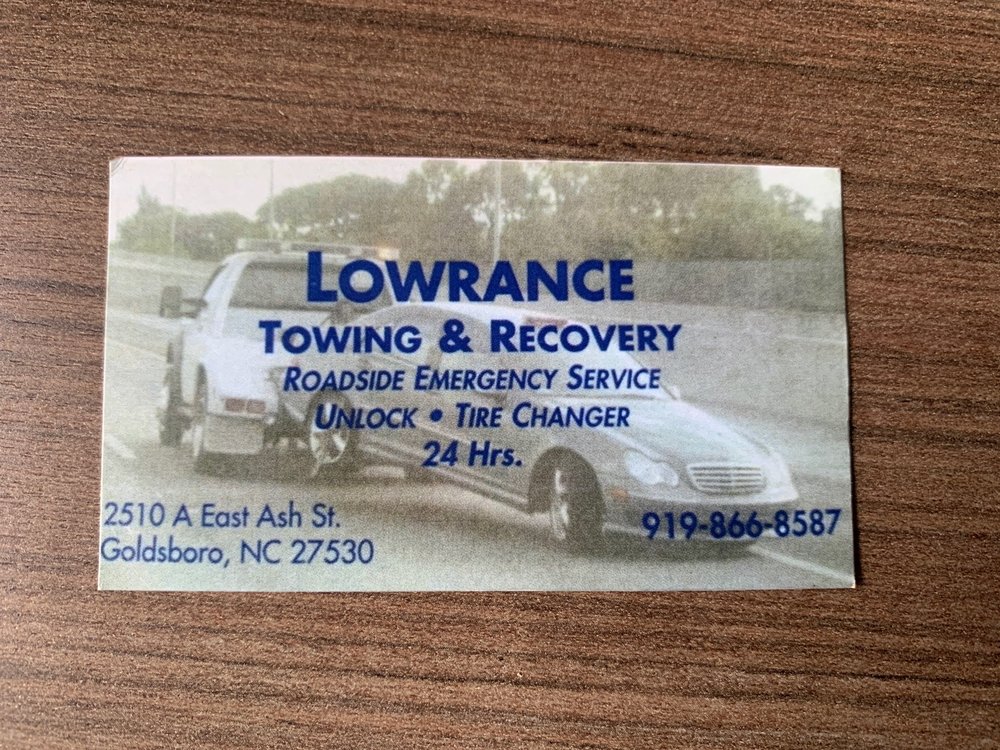 LOWRANCE
TOWING & RECOVERY
ROADSIDE EMERGENCY SERVICE
UNLOCK • TIRE CHANGER
24 Hrs.
2510 A East Ash St.
Goldsboro, NC 27530
919-866-8587